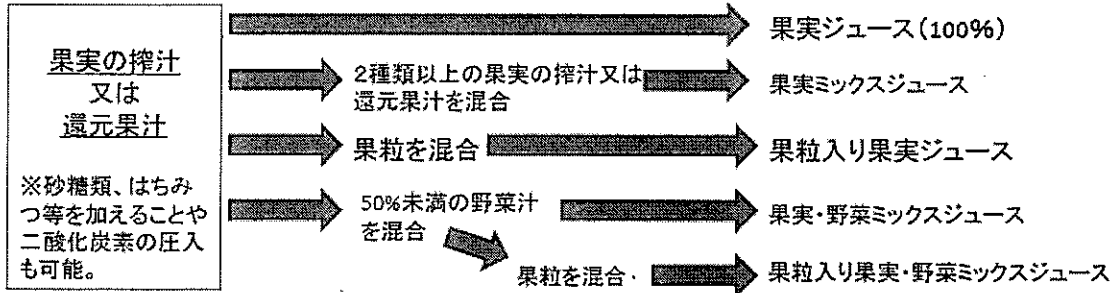 果実の搾汁
又は
還元果汁
※砂糖類、はちみ
つ等を加えることや
二酸化炭素の圧入
も可能。
果実ジュース(100%)
2種類以上の果実の搾汁又は
還元果汁を混合
果実ミックスジュース
果粒を混合
果粒入り果実ジュース
50%未満の野菜汁
を混合
果実・野菜ミックスジュース
果粒を混合
果粒入り果実・野菜ミックスジュース